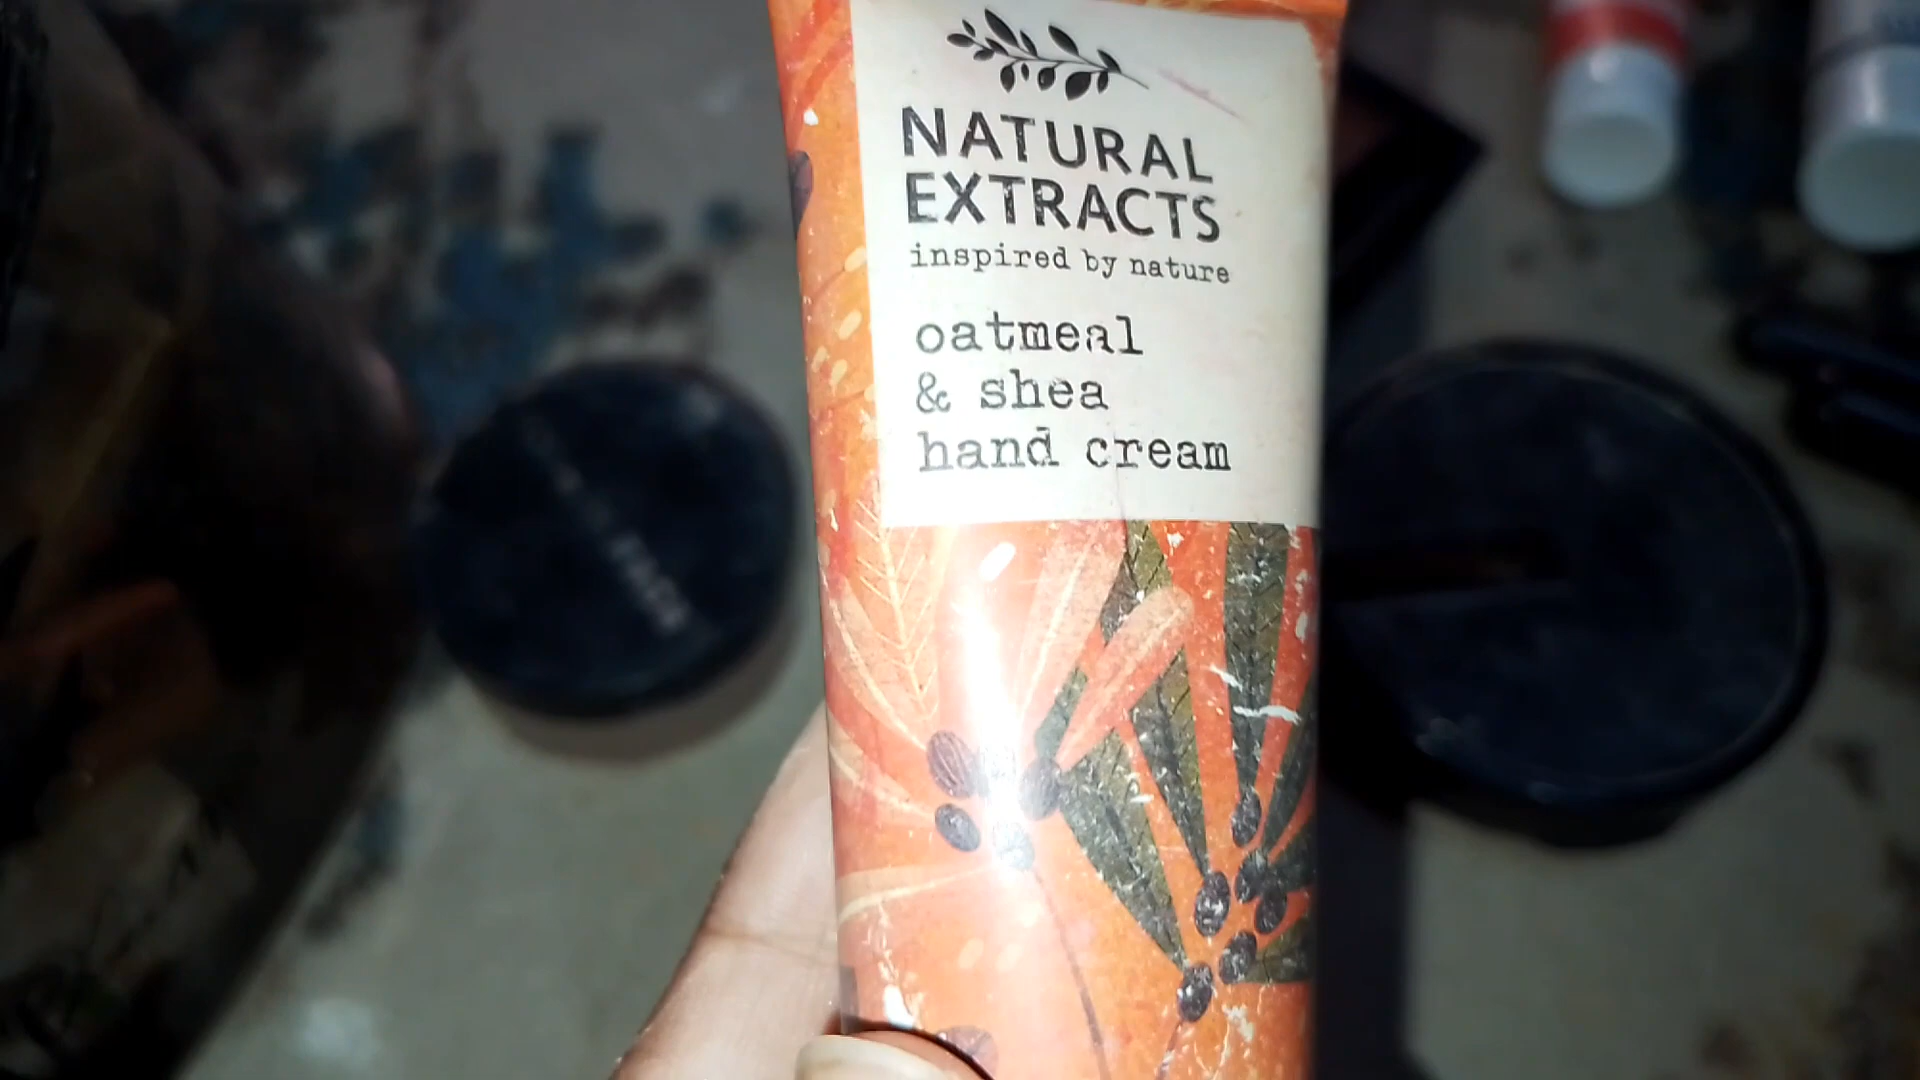 NATURAL
EXTRACTS
inspired by nature
oatmeal
& shea
hand cream